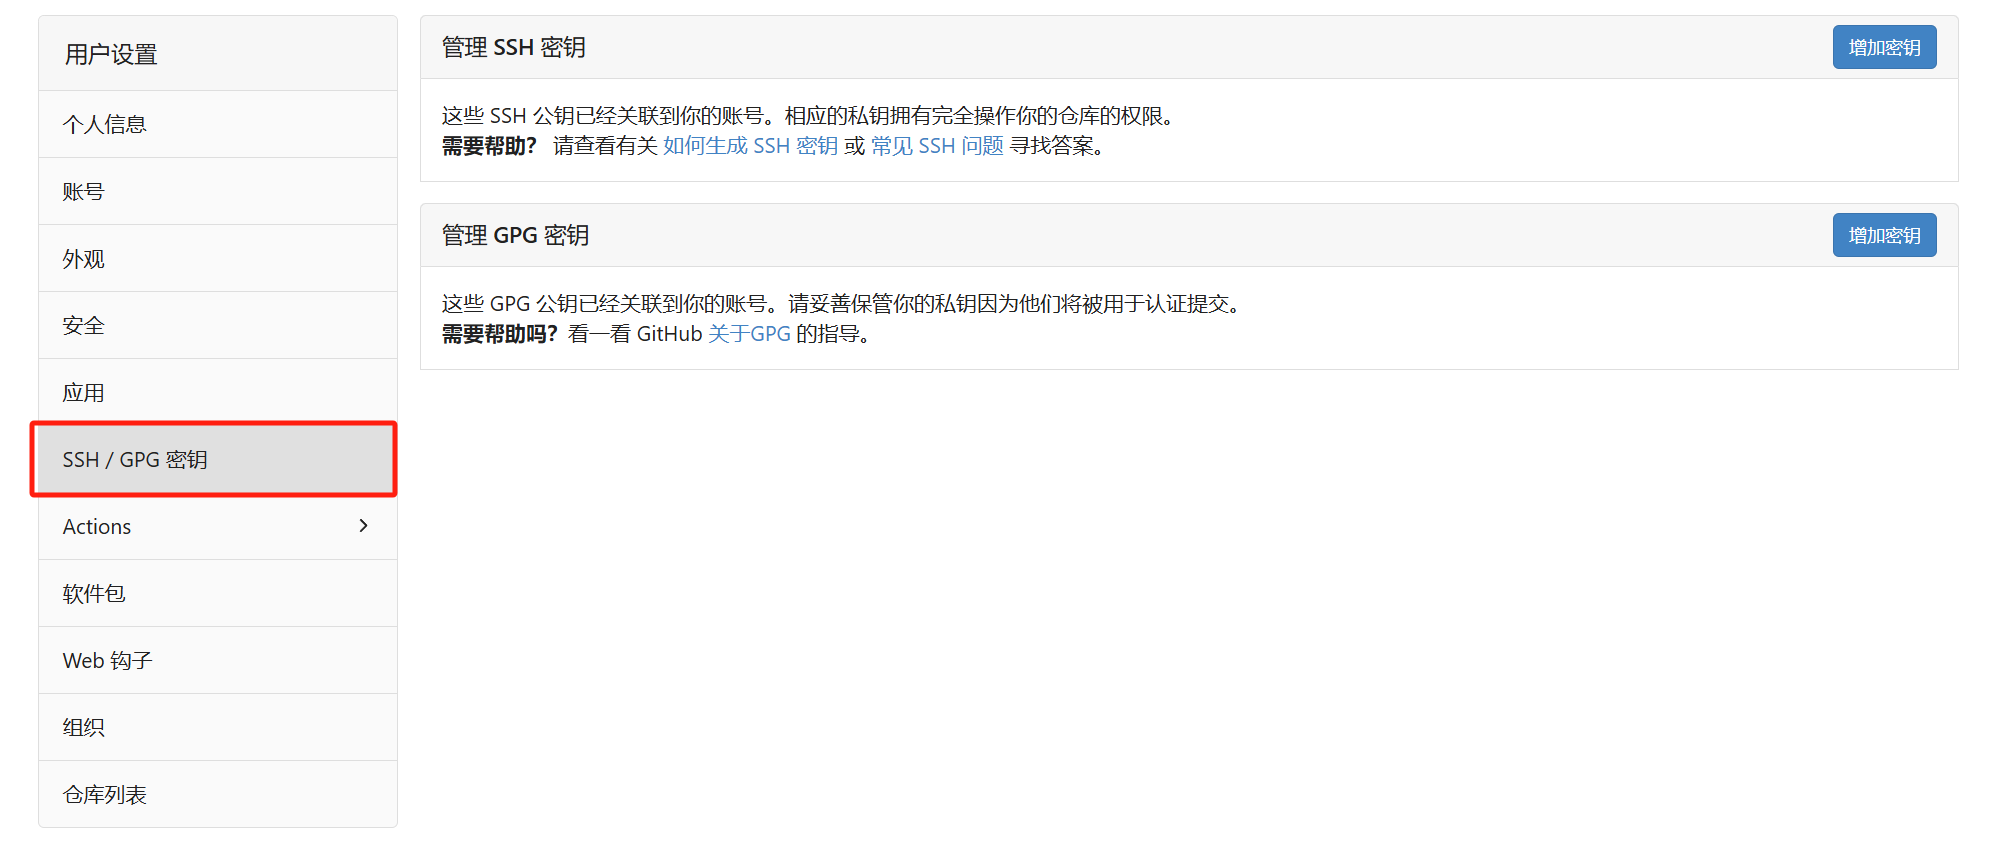 用户设置
个人信息
账号
外观
安全
应用
SSH / GPG 密钥
Actions
软件包
Web 钩子
组织
仓库列表
管理 SSH 密钥
增加密钥
这些 SSH 公钥已经关联到你的账号。相应的私钥拥有完全操作你的仓库的权限。
需要帮助? 请查看有关 如何生成 SSH 密钥 或 常见 SSH 问题 寻找答案。
管理 GPG 密钥
增加密钥
这些 GPG 公钥已经关联到你的账号。请妥善保管你的私钥因为他们将被用于认证提交。
需要帮助吗? 看一看 GitHub 关于GPG 的指导。